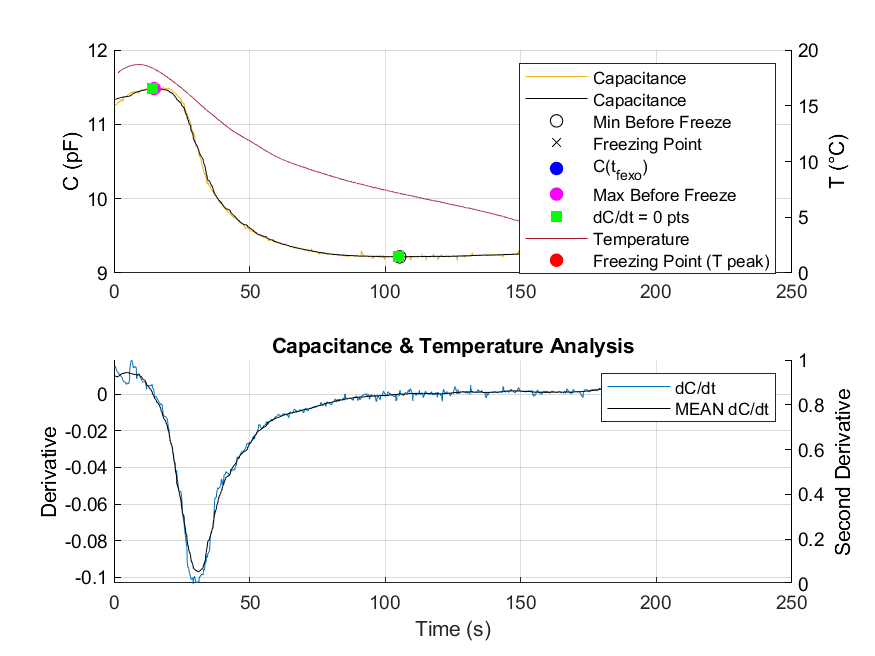 12
11
10
9
C (pF)
20
15
10
5
0
T (°C)
Capacitance
Capacitance
Min Before Freeze
Freezing Point
C(t_fexo)
Max Before Freeze
dC/dt = 0 pts
Temperature
Freezing Point (T peak)
0 50 100 150 200 250
Capacitance & Temperature Analysis
0
-0.02
-0.04
-0.06
-0.08
-0.1
Derivative
1
0.8
0.6
0.4
0.2
0
Second Derivative
dC/dt
MEAN dC/dt
0 50 100 150 200 250
Time (s)